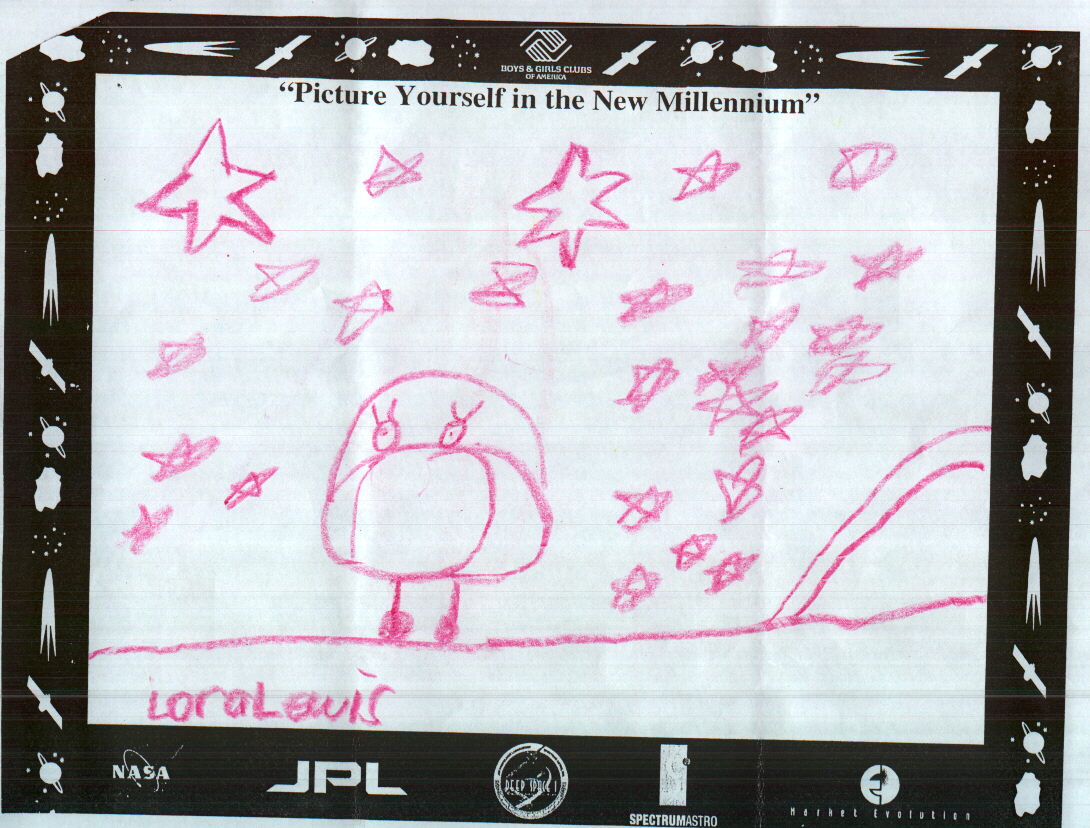 BOYS & GIRLS CLUBS
OF AMERICA
"Picture Yourself in the New Millennium"
LoraLewis
NASA
JPL
DEEP SPACE 1
SPECTRUMASTRO
Market Evolution